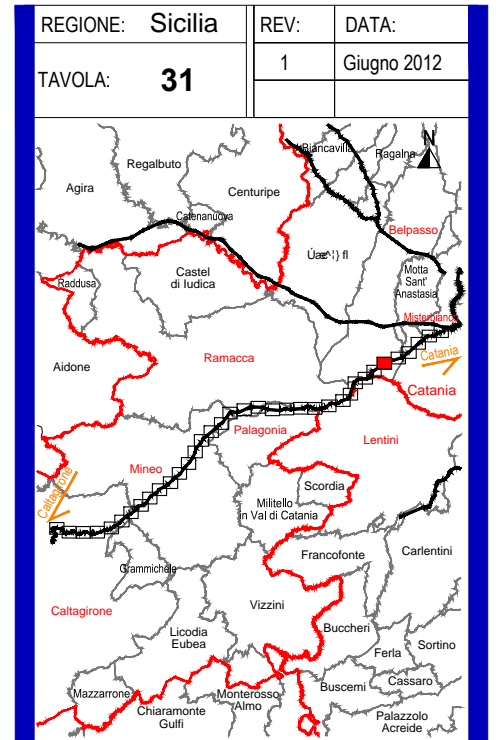 REGIONE: Sicilia
REV:
DATA:
TAVOLA: 31
1
Giugno 2012
N
Biancavilla
Ragalna
Regalbuto
Agira
Centuripe
Catenanuova
Belpasso
Úæ^¦} fl
Motta
Sant'
Anastasia
Castel
di Iudica
Raddusa
Misterbianco
Ramacca
Aidone
Catania
Catania
Palagonia
Lentini
Mineo
Scordia
Caltagirone
Militello
in Val di Catania
Francofonte
Carlentini
Grammichele
Vizzini
Caltagirone
Buccheri
Licodia
Eubea
Sortino
Ferla
Cassaro
Buscemi
Mazzarrone
Monterosso
Almo
Chiaramonte
Gulfi
Palazzolo
Acreide